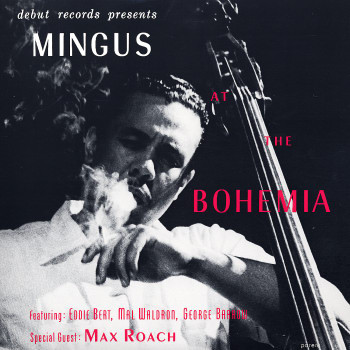 debut records presents
MINGUS
AT
THE
BOHEMIA
Featuring: EDDIE BERT, MAL WALDRON, GEORGE BARROW
Special Guest: MAX ROACH